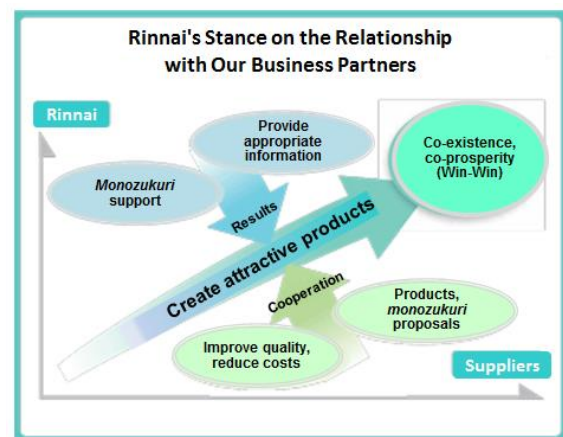 Rinnai's Stance on the Relationship
with Our Business Partners
Rinnai
Provide
appropriate
information
Co-existence,
co-prosperity
(Win-Win)
Monozukuri
support
Results
Create attractive products
Cooperation
Products,
monozukuri
proposals
Improve quality,
reduce costs
Suppliers